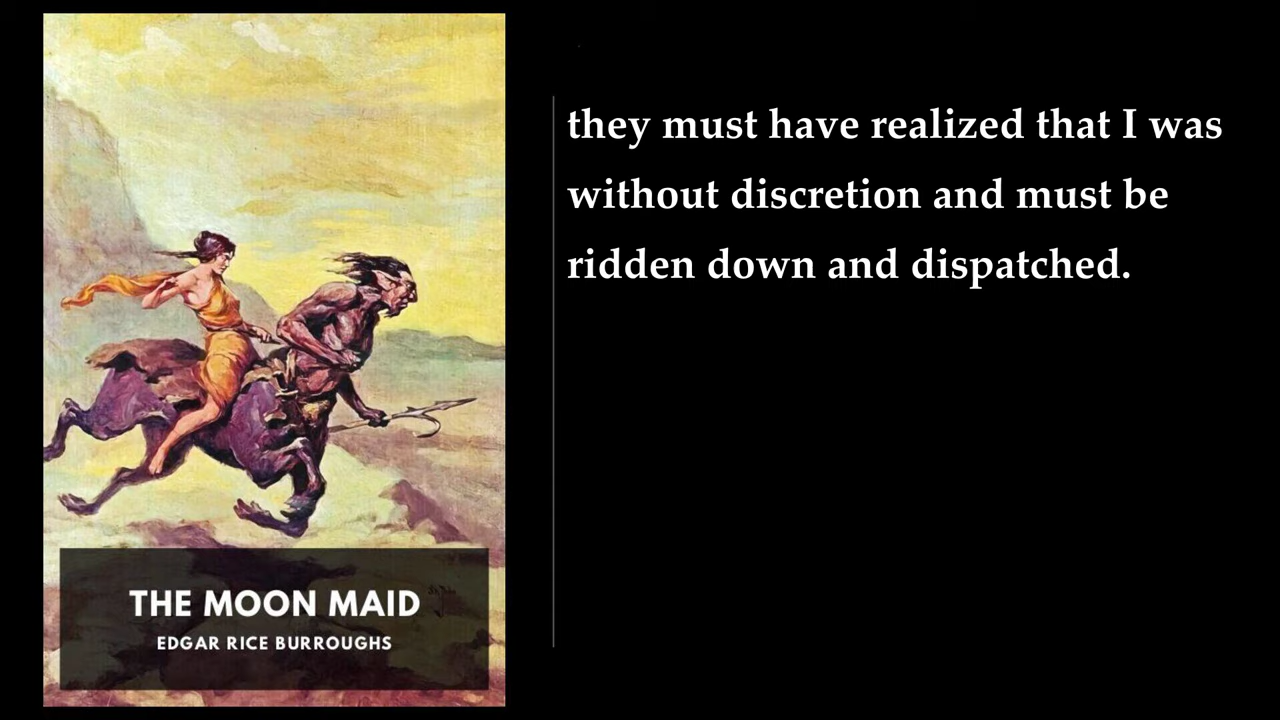 they must have realized that I was
without discretion and must be
ridden down and dispatched.
THE MOON MAID
EDGAR RICE BURROUGHS